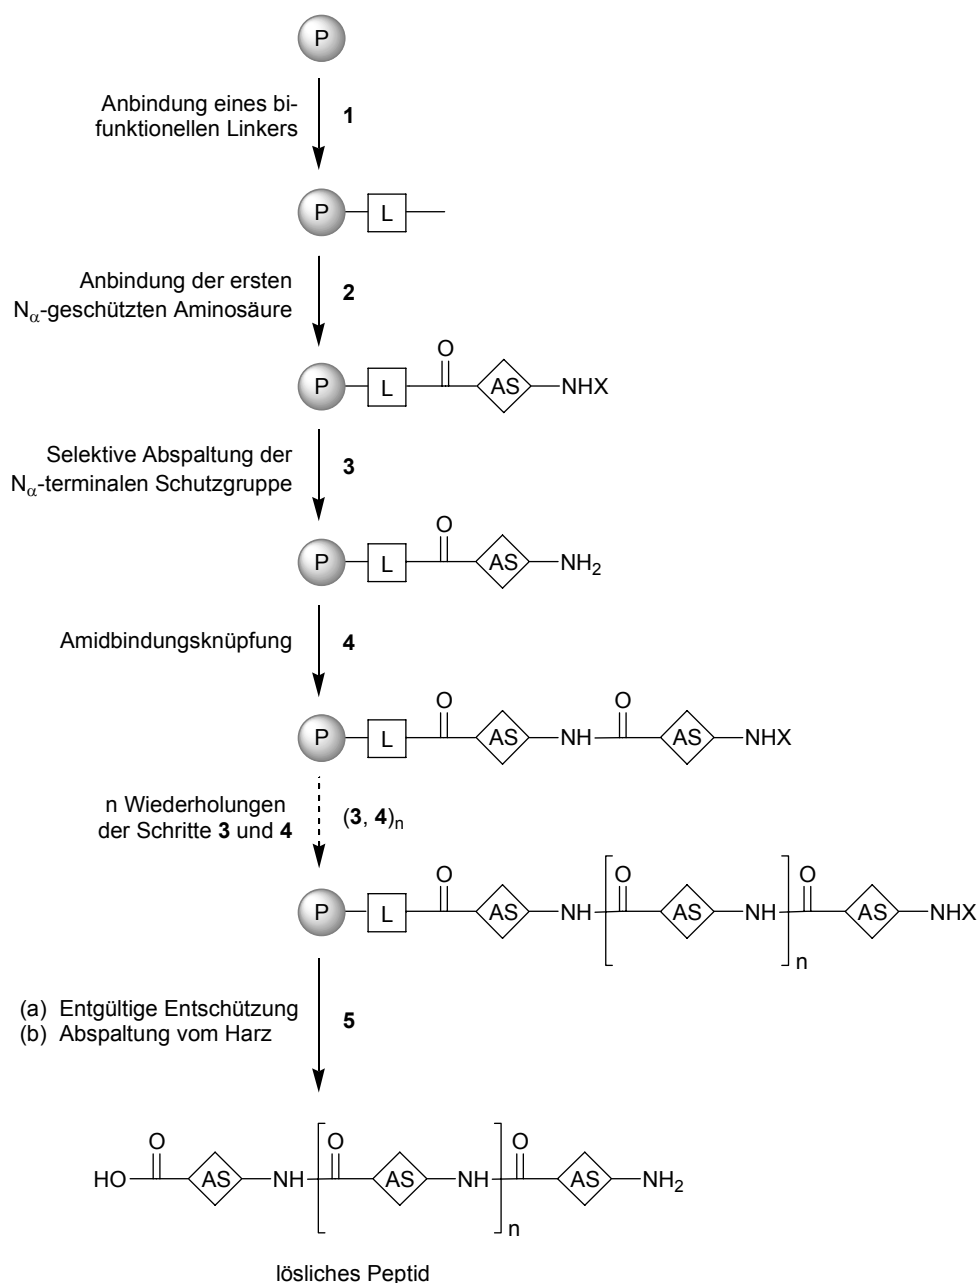 P
Anbindung eines bi-
funktionellen Linkers
1
P L
Anbindung der ersten
Nα-geschützten Aminosäure
2
O
P L AS NHX
Selektive Abspaltung der
Nα-terminalen Schutzgruppe
3
O
P L AS NH2
Amidbindungsknüpfung
4
O O
P L AS NH AS NHX
n Wiederholungen
der Schritte 3 und 4
(3, 4)n
O O O
P L AS NH AS NH AS NHX
n
(a) Entgültige Entschützung
(b) Abspaltung vom Harz
5
O O O
HO AS NH AS NH AS NH2
n
lösliches Peptid